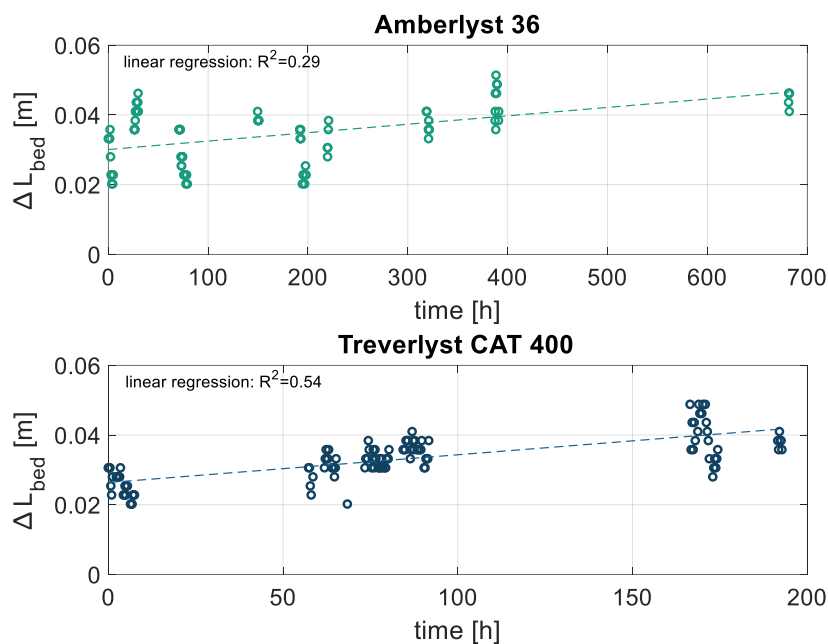 Amberlyst 36
linear regression: R²=0.29
Δ L_bed [m]
0.06
0.04
0.02
0
0 100 200 300 400 500 600 700
time [h]
Treverlyst CAT 400
linear regression: R²=0.54
Δ L_bed [m]
0.06
0.04
0.02
0
0 50 100 150 200
time [h]